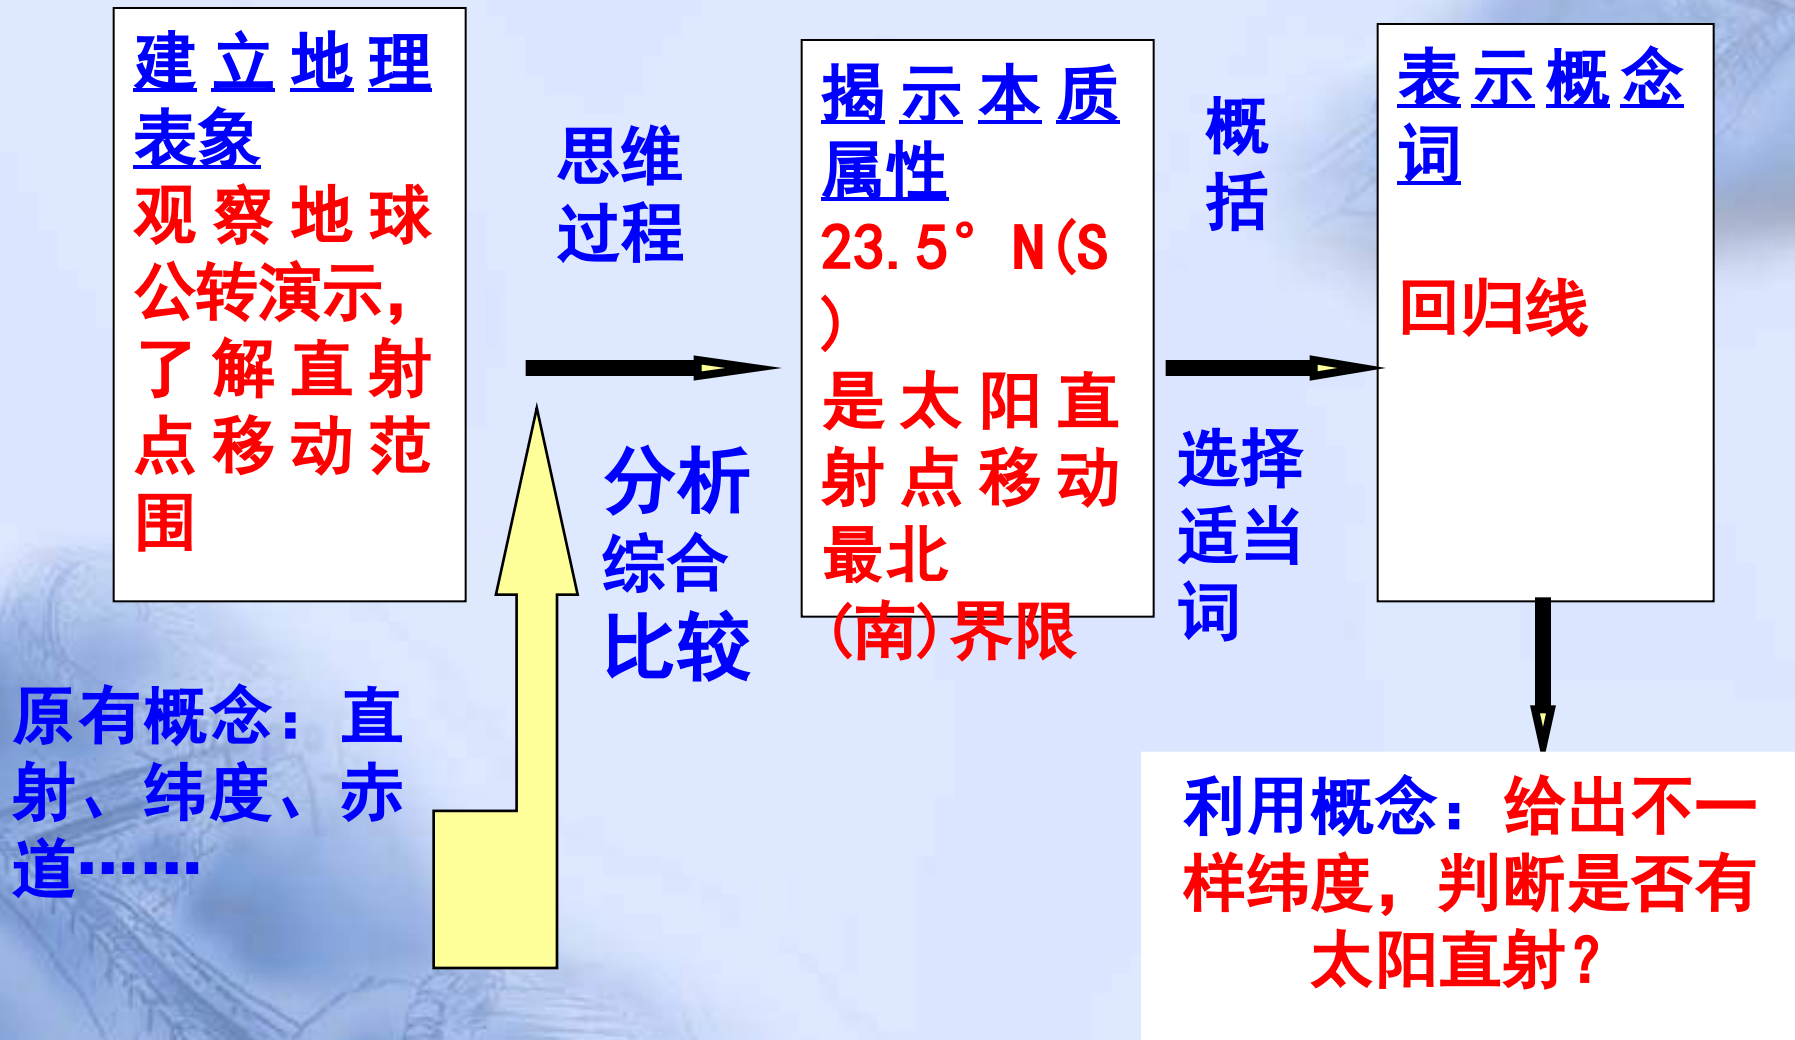 建立地理
表象
观察地球
公转演示，
了解直射
点移动范
围
思维
过程
分析
综合
比较
原有概念：直
射、纬度、赤
道……
揭示本质
属性
23.5° N(S
)
是太阳直
射点移动
最北
(南)界限
概
括
选择
适当
词
表示概念
词
回归线
利用概念：给出不一
样纬度，判断是否有
太阳直射？